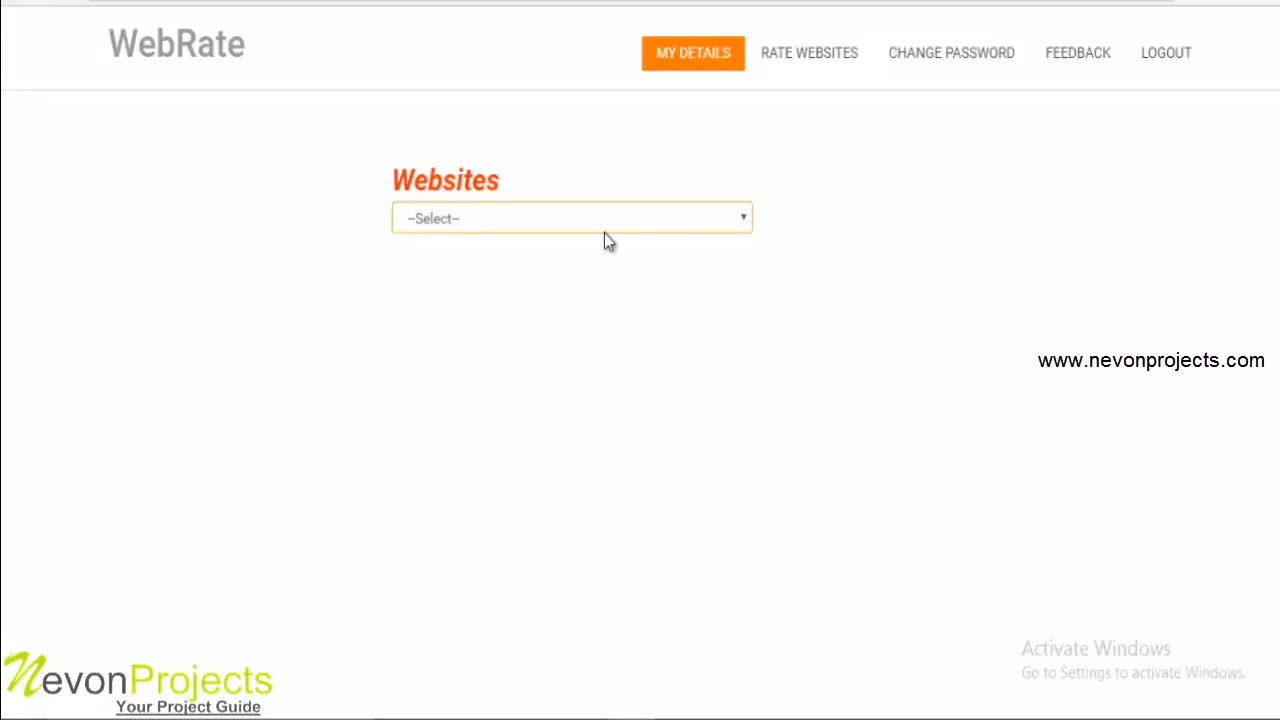 WebRate
MY DETAILS RATE WEBSITES CHANGE PASSWORD FEEDBACK LOGOUT
Websites
--Select--
www.nevonprojects.com
Activate Windows
Go to Settings to activate Windows.
NevonProjects
Your Project Guide